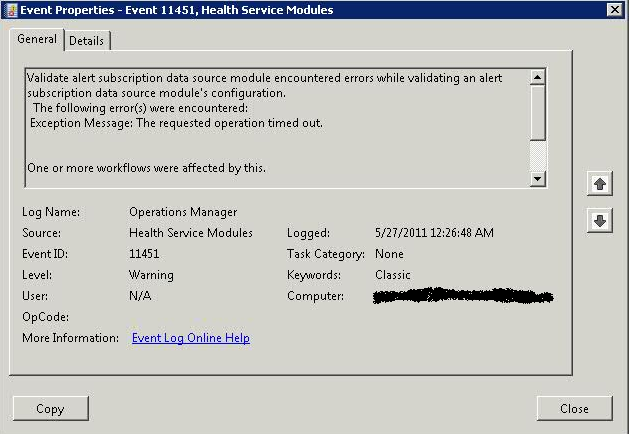 Event Properties - Event 11451, Health Service Modules
General Details
Validate alert subscription data source module encountered errors while validating an alert
subscription data source module's configuration.
The following error(s) were encountered:
Exception Message: The requested operation timed out.
One or more workflows were affected by this.
Log Name: Operations Manager
Source: Health Service Modules Logged: 5/27/2011 12:26:48 AM
Event ID: 11451 Task Category: None
Level: Warning Keywords: Classic
User: N/A Computer:
OpCode:
More Information: Event Log Online Help
Copy Close